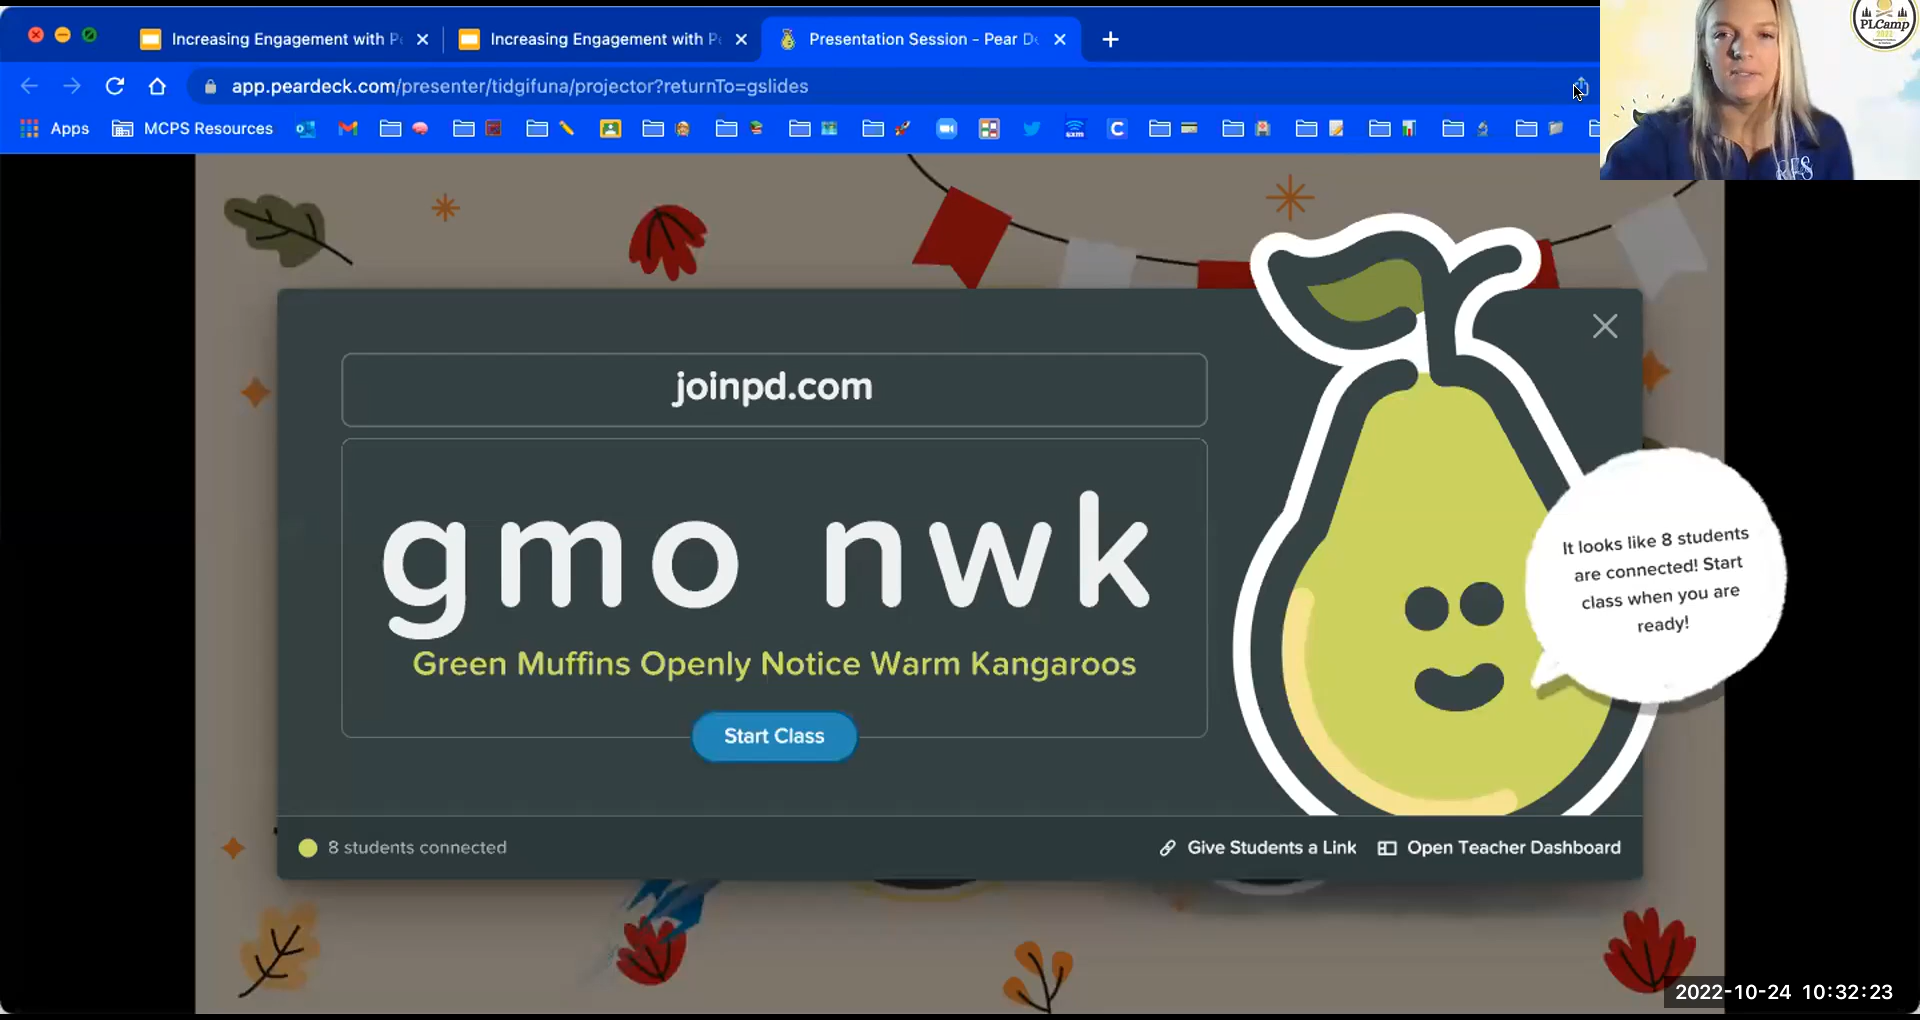 Increasing Engagement with P
Increasing Engagement with P
Presentation Session - Pear D
app.peardeck.com/presenter/tidgifuna/projector?returnTo=gslides
Apps
MCPS Resources
PLCamp
2022
joinpd.com
gmo nwk
Green Muffins Openly Notice Warm Kangaroos
Start Class
It looks like 8 students
are connected! Start
class when you are
ready!
8 students connected
Give Students a Link
Open Teacher Dashboard
2022-10-24 10:32:23